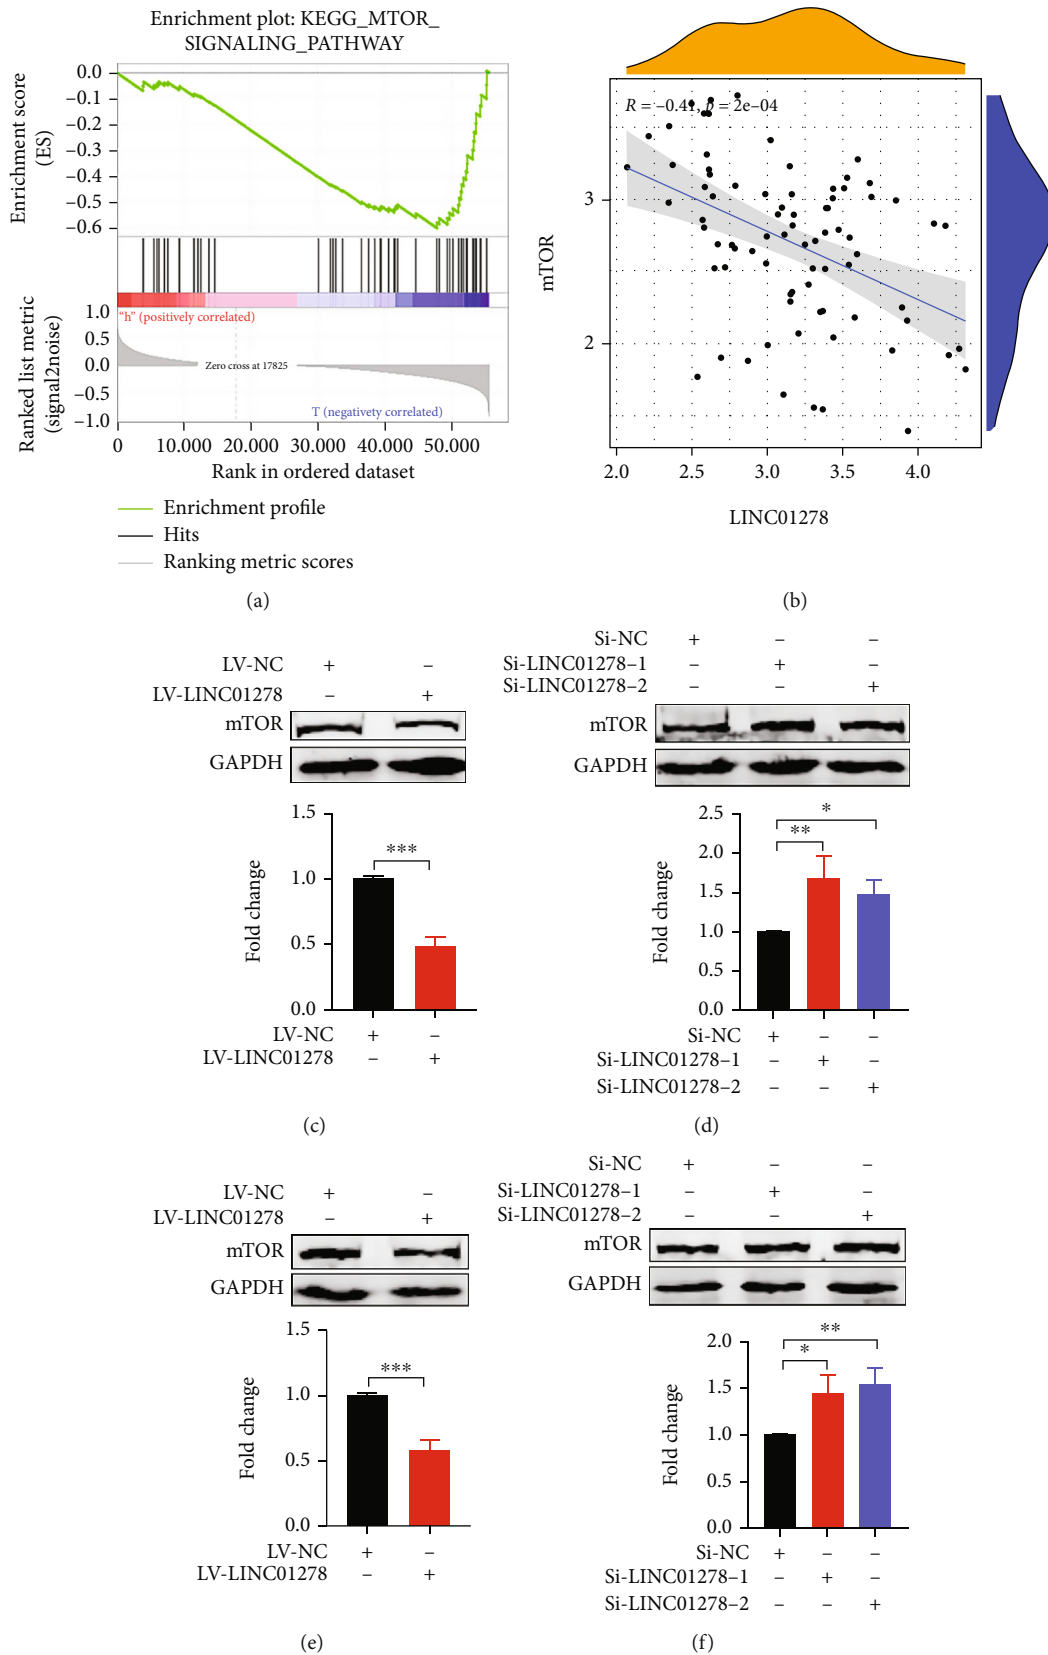 Enrichment plot: KEGG_MTOR_
SIGNALING_PATHWAY
Enrichment score
(ES)
0.0
−0.1
−0.2
−0.3
−0.4
−0.5
−0.6
Ranked list metric
(signal2noise)
1.0
0.5
0.0
−0.5
−1.0
"h" (positively correlated)
Zero cross at 17825
T (negativety correlated)
0 10.000 20.000 30.000 40.000 50.000
Rank in ordered dataset
Enrichment profile
Hits
Ranking metric scores
(a)
R = −0.41, p = 2e−04
mTOR
3
2
2.0 2.5 3.0 3.5 4.0
LINC01278
(b)
LV-NC + −
LV-LINC01278 − +
mTOR
GAPDH
Fold change
1.5
1.0
0.5
0.0
***
LV-NC + −
LV-LINC01278 − +
(c)
Si-NC + − −
Si-LINC01278−1 − + −
Si-LINC01278−2 − − +
mTOR
GAPDH
Fold change
2.5
2.0
1.5
1.0
0.5
0.0
*
**
Si-NC + − −
Si-LINC01278−1 − + −
Si-LINC01278−2 − − +
(d)
LV-NC + −
LV-LINC01278 − +
mTOR
GAPDH
Fold change
1.5
1.0
0.5
0.0
***
LV-NC + −
LV-LINC01278 − +
(e)
Si-NC + − −
Si-LINC01278−1 − + −
Si-LINC01278−2 − − +
mTOR
GAPDH
Fold change
2.0
1.5
1.0
0.5
0.0
**
*
Si-NC + − −
Si-LINC01278−1 − + −
Si-LINC01278−2 − − +
(f)